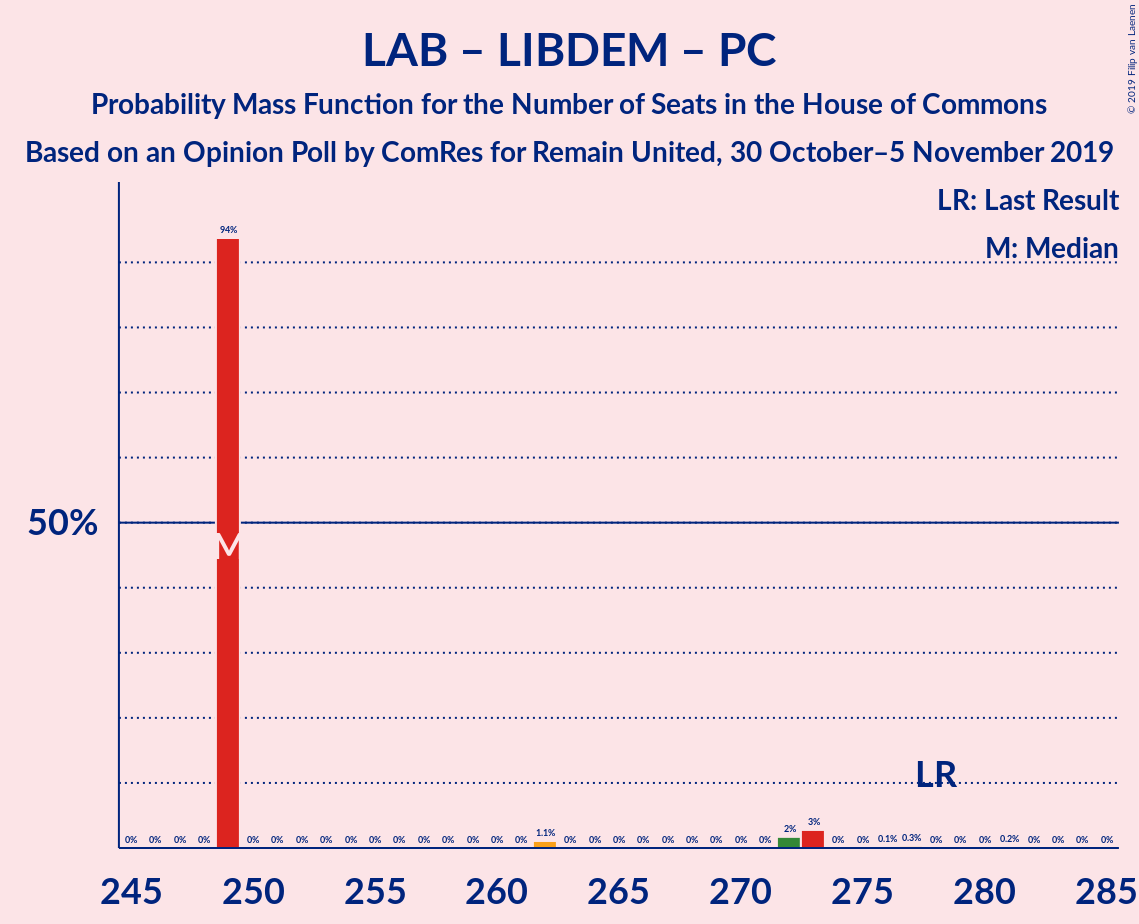 LAB – LIBDEM – PC
Probability Mass Function for the Number of Seats in the House of Commons
Based on an Opinion Poll by ComRes for Remain United, 30 October–5 November 2019
© 2019 Filip van Laenen
LR: Last Result
M: Median
94%
50%
M
LR
0% 0% 0% 0% 0% 0% 0% 0% 0% 0% 0% 0% 0% 0% 0% 0% 1.1% 0% 0% 0% 0% 0% 0% 0% 0% 0% 2% 3% 0% 0% 0.1% 0.3% 0% 0% 0% 0.2% 0% 0% 0% 0%
245 250 255 260 265 270 275 280 285